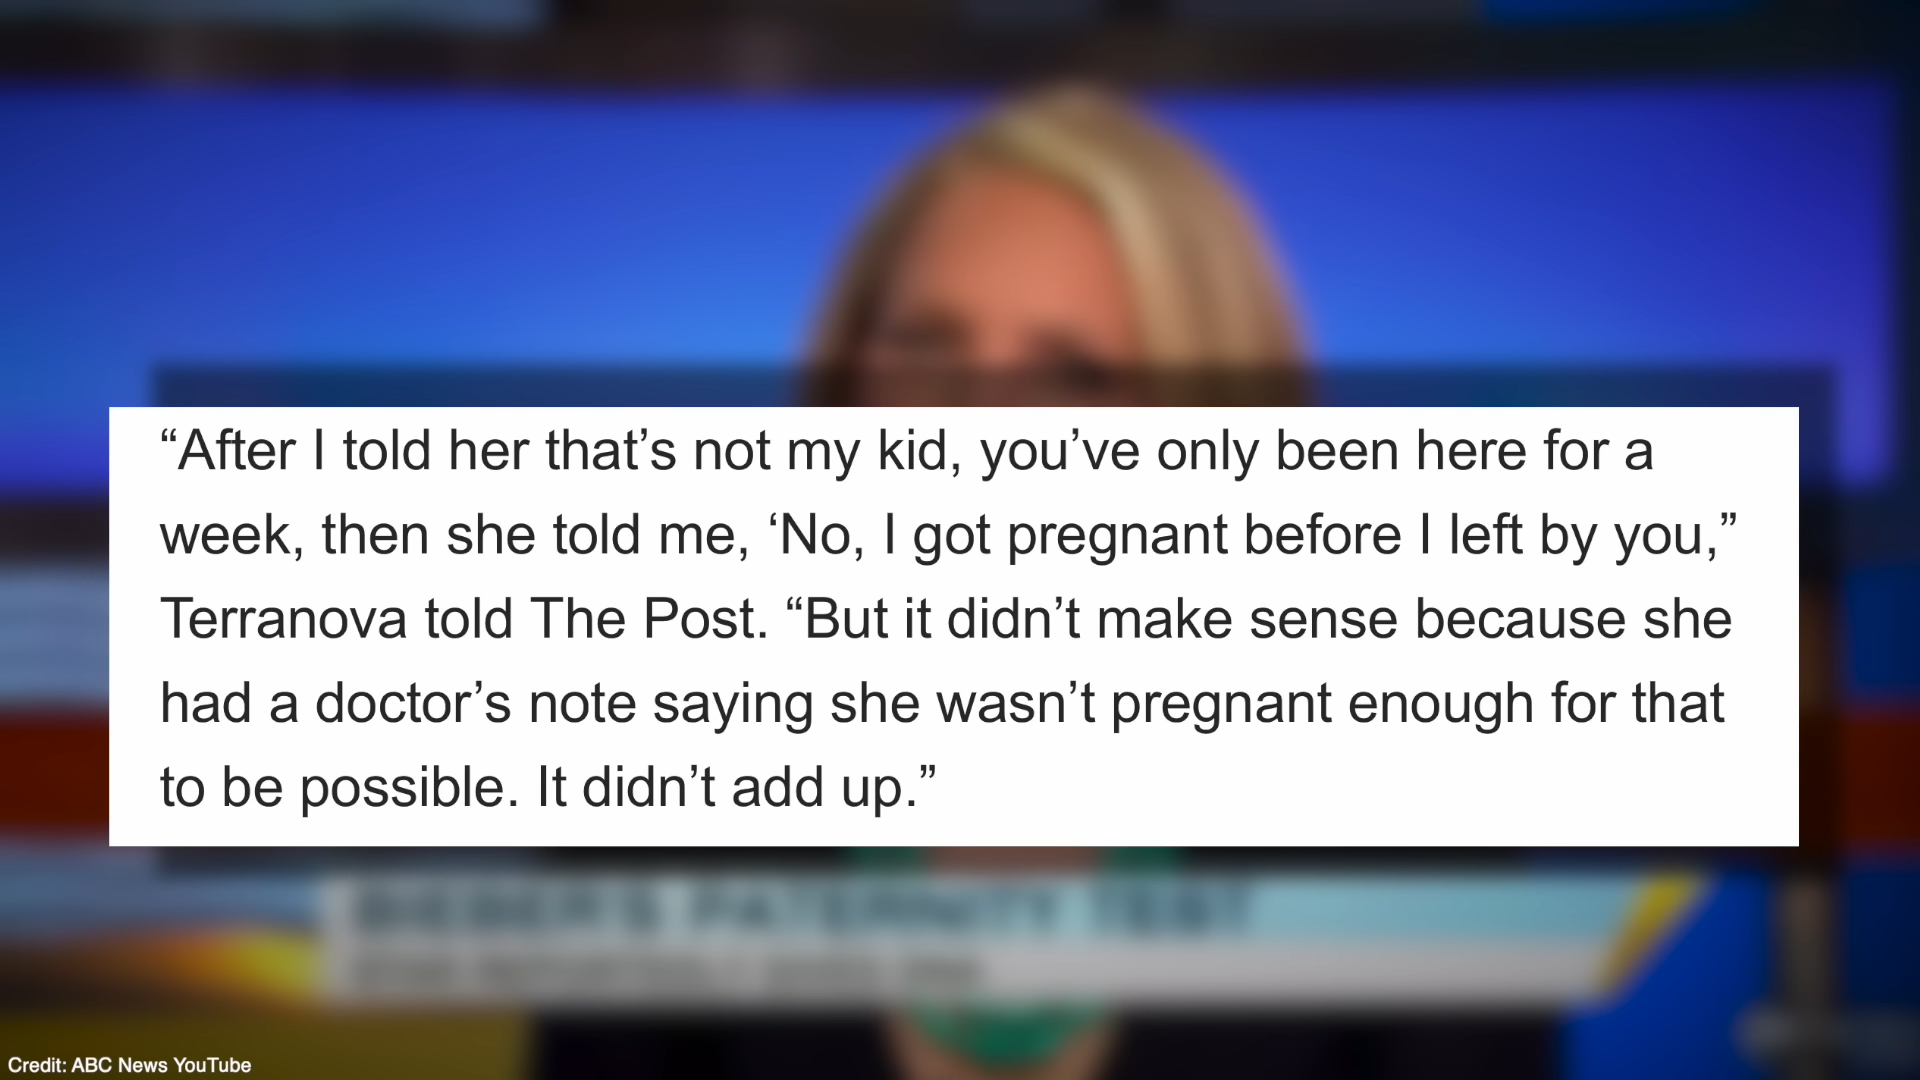 “After I told her that’s not my kid, you’ve only been here for a
week, then she told me, ‘No, I got pregnant before I left by you,”
Terranova told The Post. “But it didn’t make sense because she
had a doctor’s note saying she wasn’t pregnant enough for that
to be possible. It didn’t add up.”
BIEBER'S PATERNITY TEST
Credit: ABC News YouTube